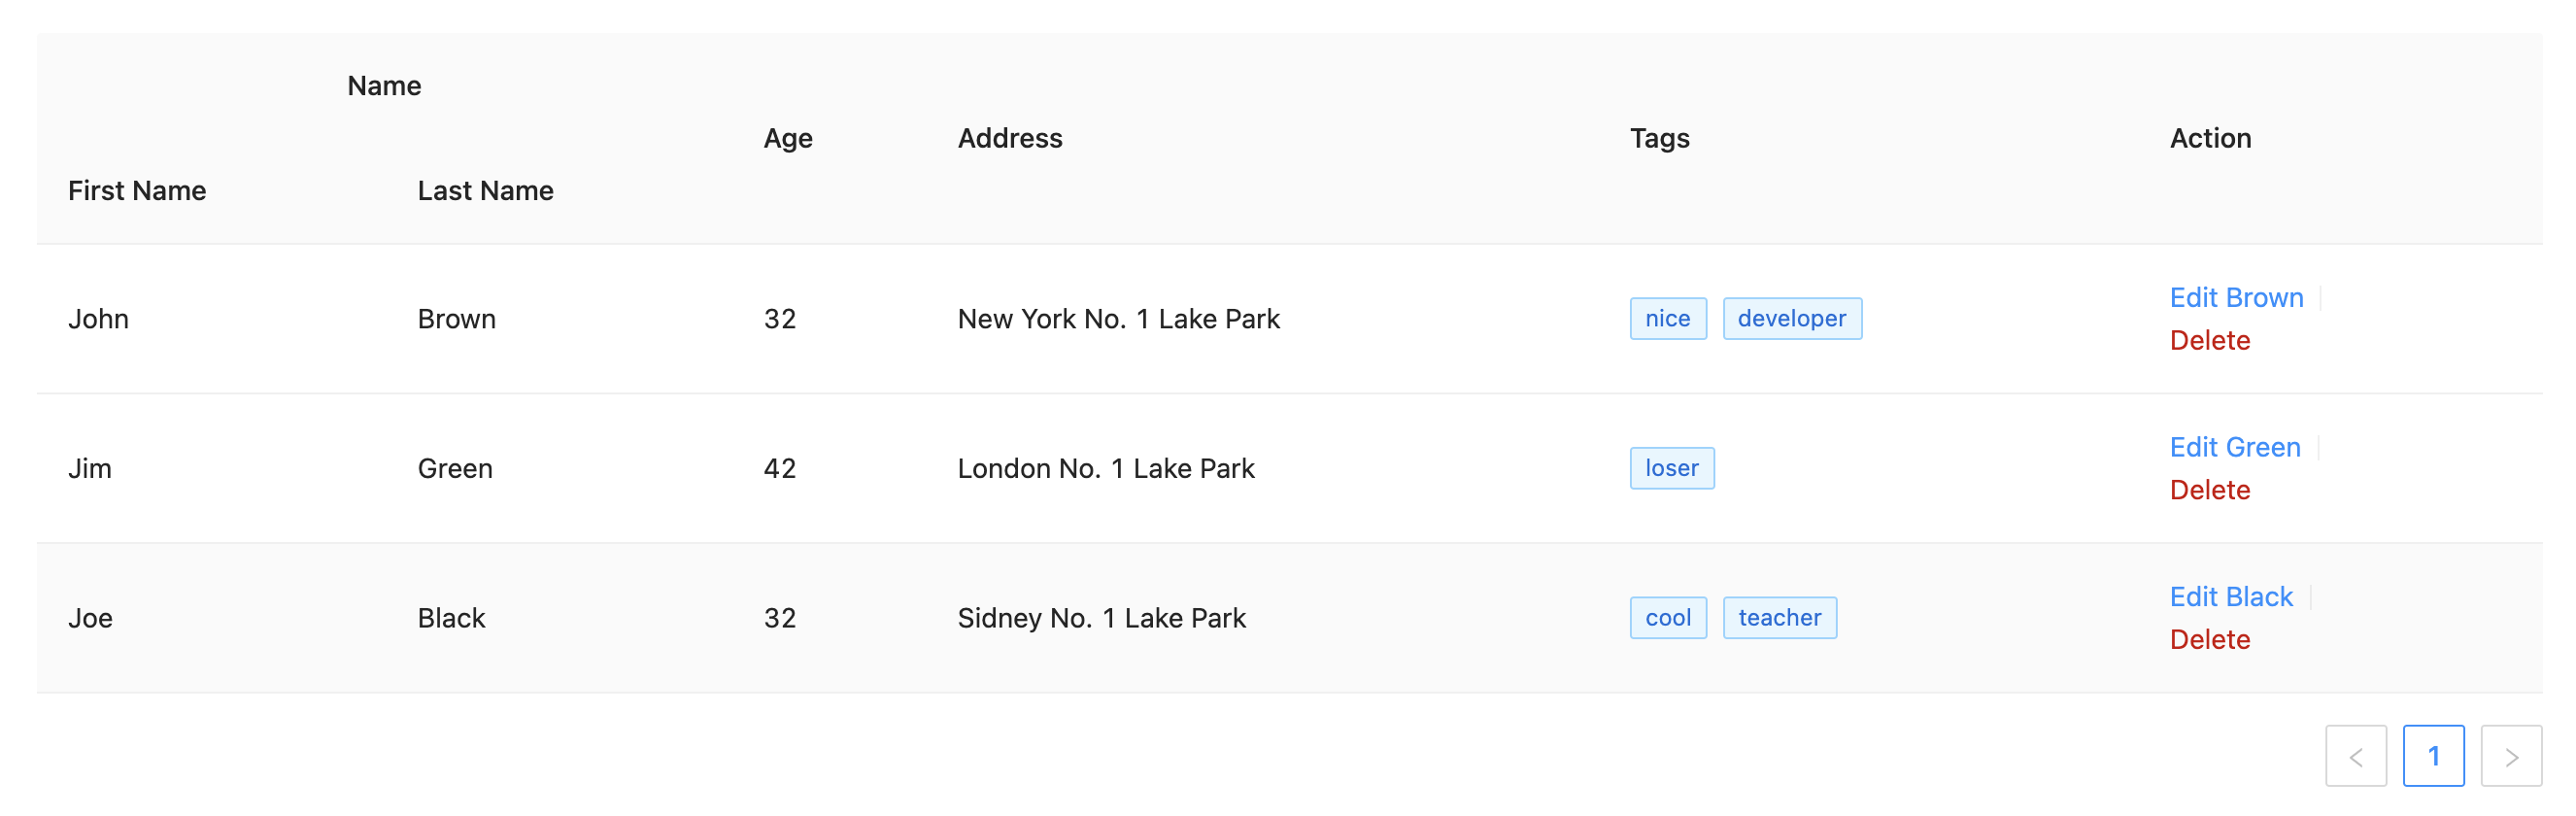 Name
Age Address Tags Action
First Name Last Name
John Brown 32 New York No. 1 Lake Park nice developer Edit Brown
Delete
Jim Green 42 London No. 1 Lake Park loser Edit Green
Delete
Joe Black 32 Sidney No. 1 Lake Park cool teacher Edit Black
Delete
< 1 >